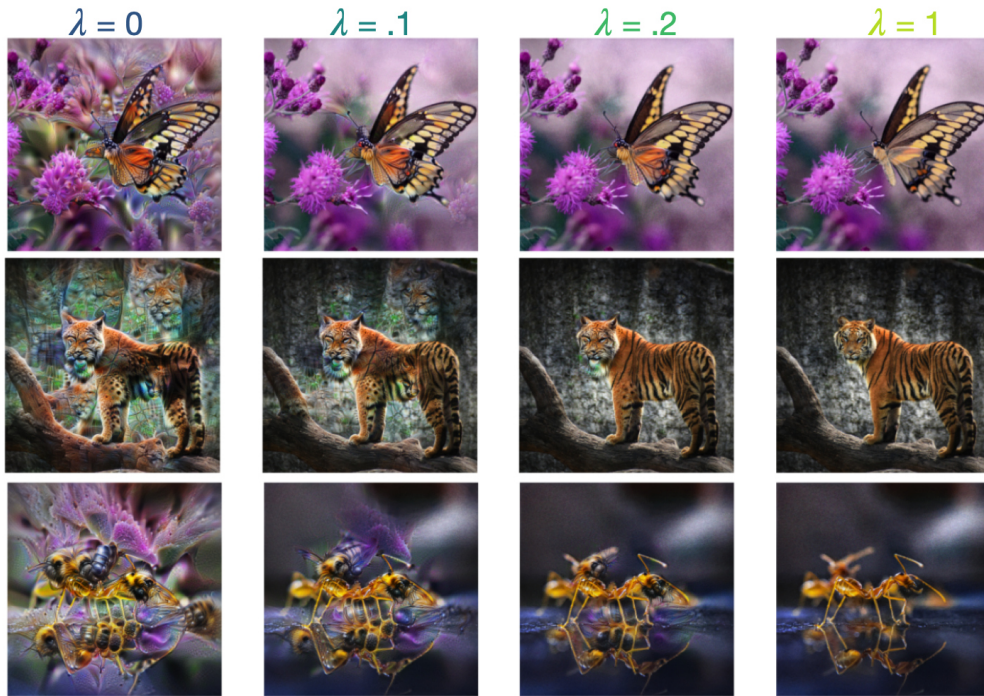 λ = 0 λ = .1 λ = .2 λ = 1